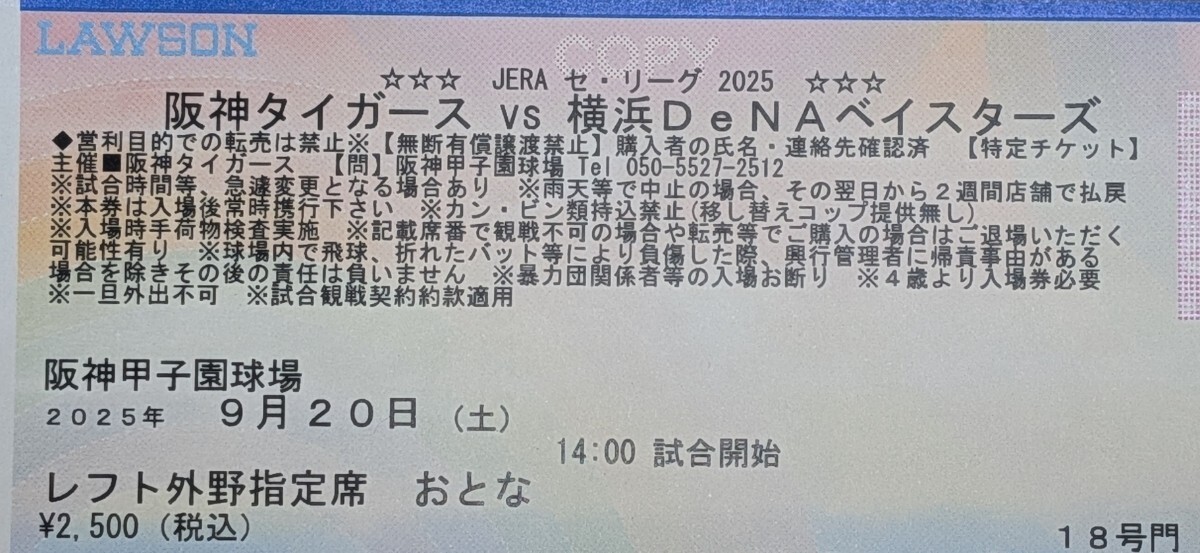 LAWSON
COPY
☆☆☆ JERA セ・リーグ 2025 ☆☆☆
阪神タイガース vs 横浜DeNAベイスターズ
◆営利目的での転売は禁止※【無断有償譲渡禁止】購入者の氏名・連絡先確認済 【特定チケット】
主催■阪神タイガース 【問】阪神甲子園球場 Tel 050-5527-2512
※試合時間等、急遽変更となる場合あり ※雨天等で中止の場合、その翌日から2週間店舗で払戻
※本券は入場後常時携行下さい ※カン・ビン類持込禁止(移し替えコップ提供無し)
※入場時手荷物検査実施 ※記載席番で観戦不可の場合や転売等でご購入の場合はご退場いただく
可能性有り ※球場内で飛球、折れたバット等により負傷した際、興行管理者に帰責事由がある
場合を除きその後の責任は負いません ※暴力団関係者等の入場お断り ※4歳より入場券必要
※一旦外出不可 ※試合観戦契約約款適用
阪神甲子園球場
2025年 9月20日 (土)
14:00 試合開始
レフト外野指定席 おとな
¥2,500(税込)
18号門